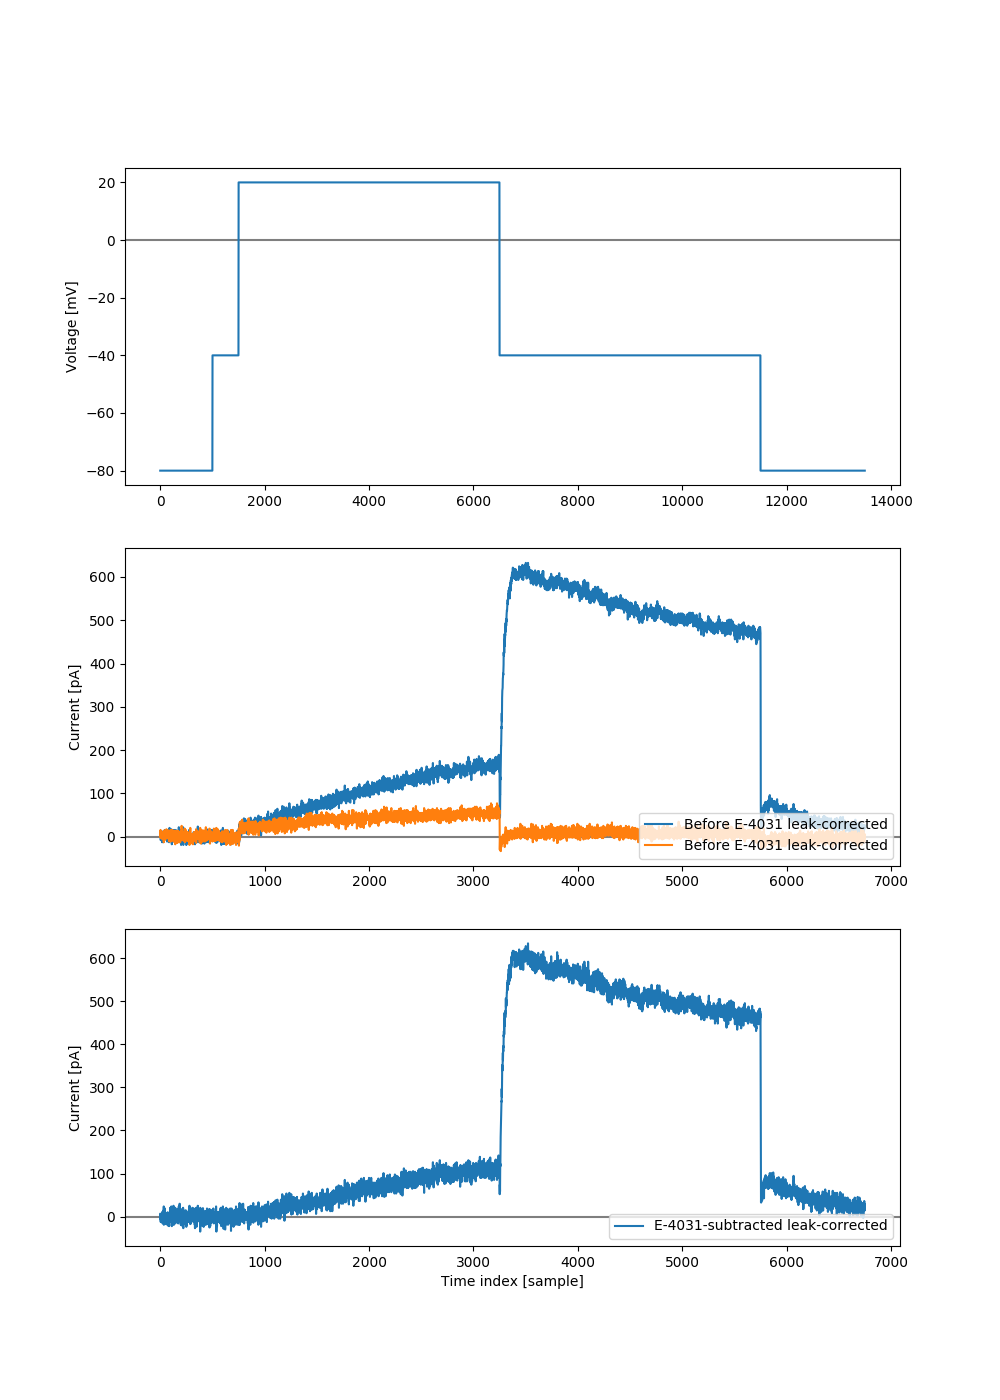 20
0
−20
−40
−60
−80
Voltage [mV]
0 2000 4000 6000 8000 10000 12000 14000
600
500
400
300
200
100
0
Current [pA]
Before E-4031 leak-corrected
Before E-4031 leak-corrected
0 1000 2000 3000 4000 5000 6000 7000
600
500
400
300
200
100
0
Current [pA]
E-4031-subtracted leak-corrected
0 1000 2000 3000 4000 5000 6000 7000
Time index [sample]